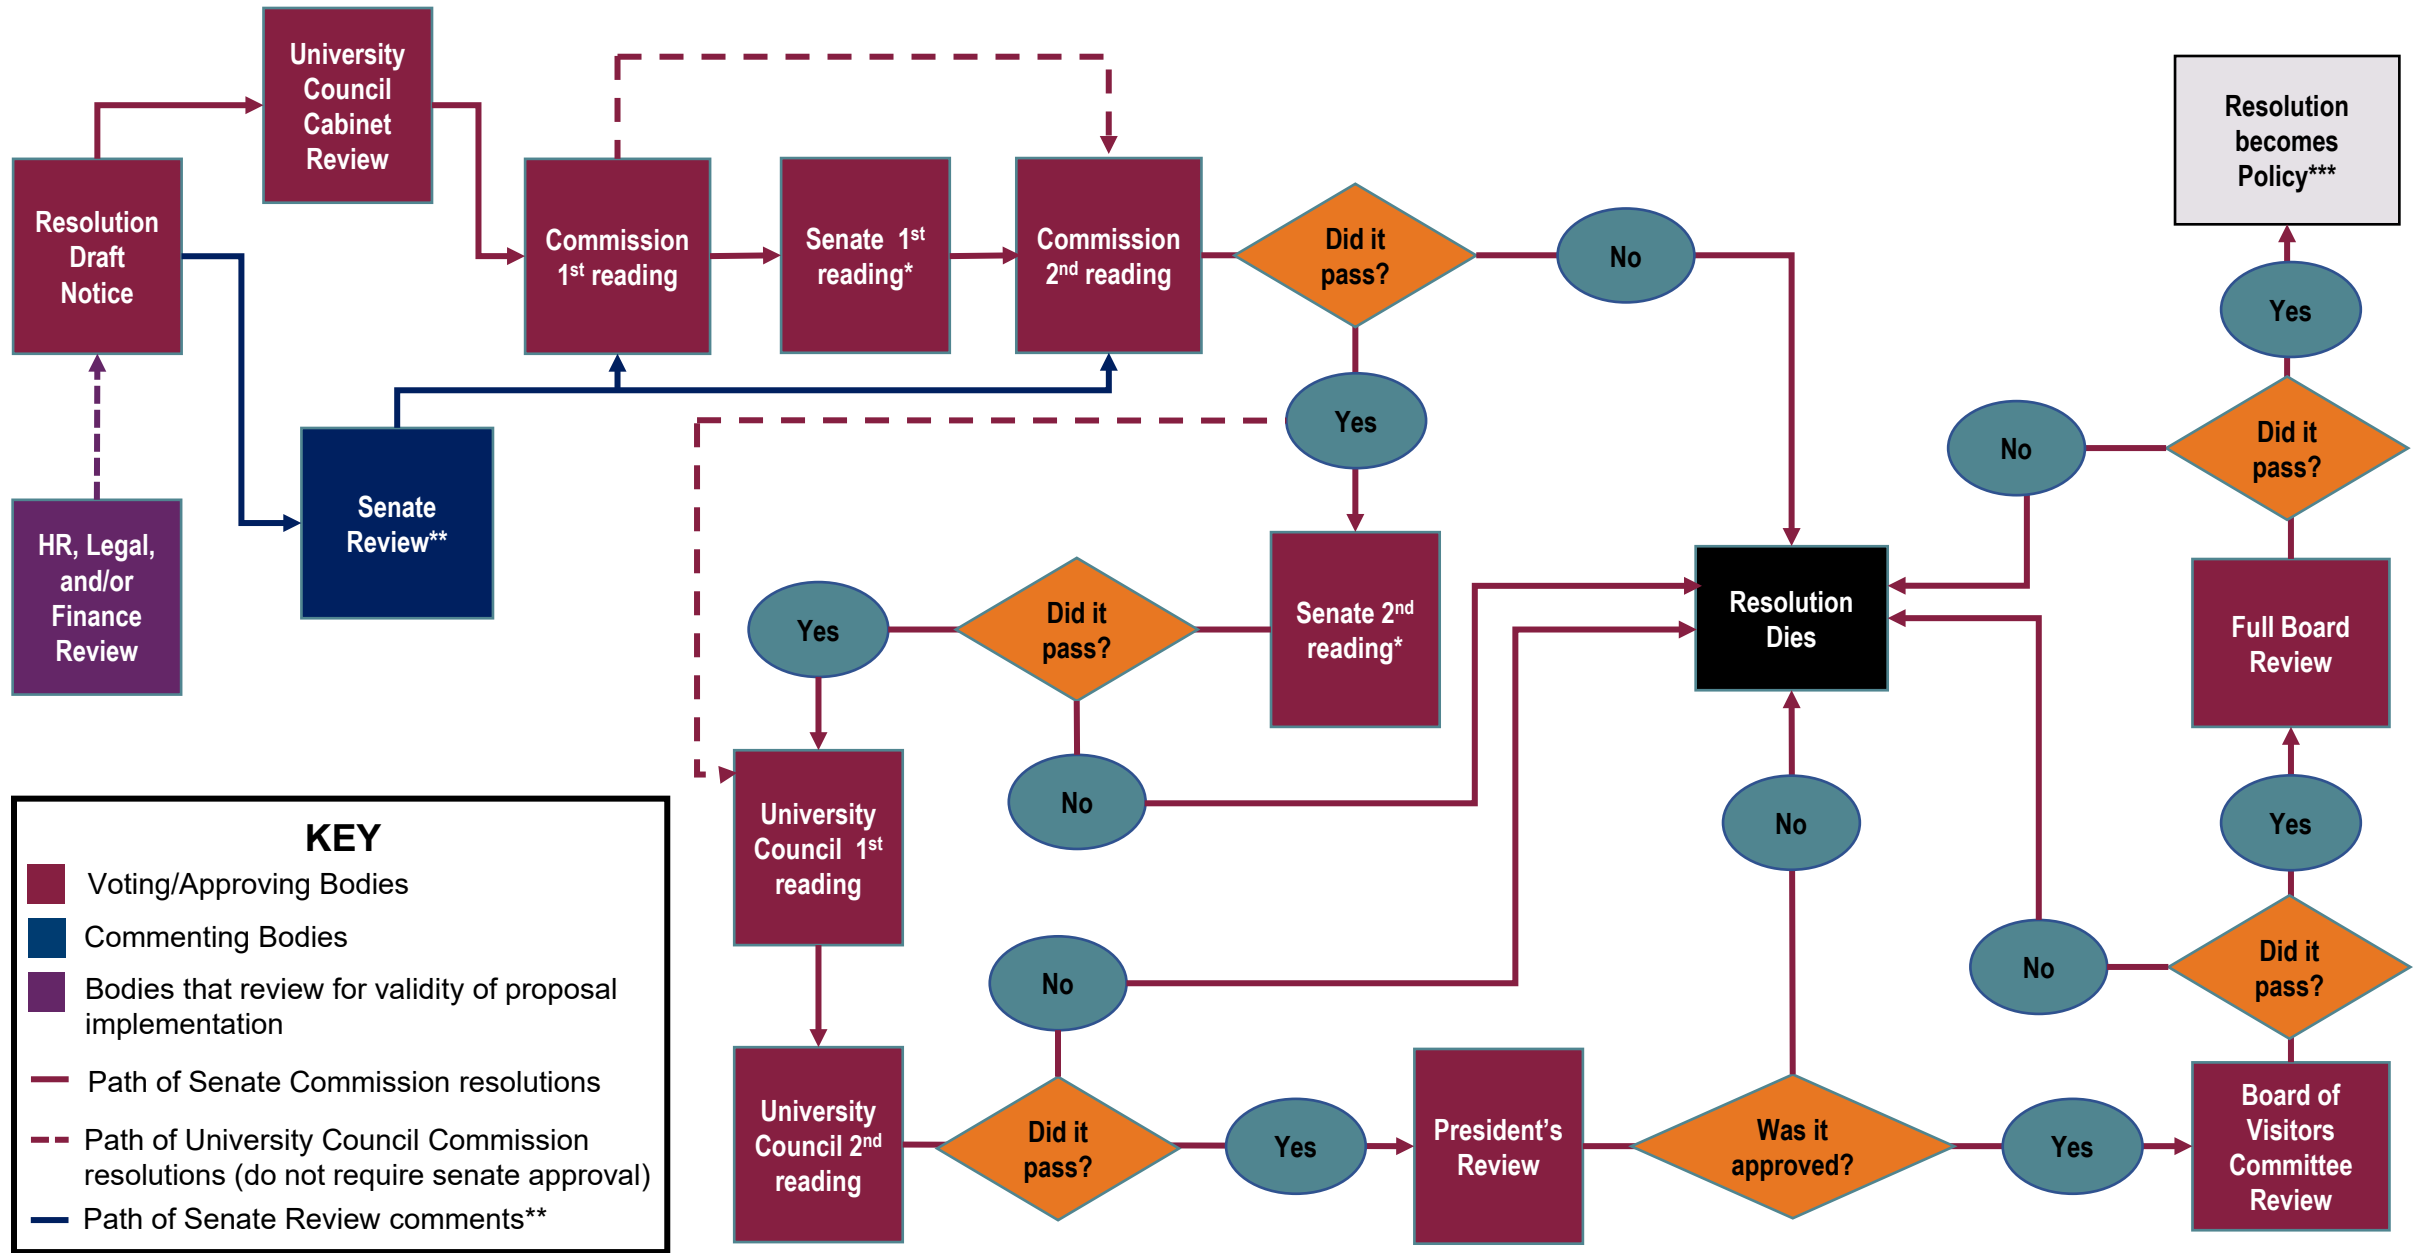 University
Council
Cabinet
Review
Resolution
Draft
Notice
HR, Legal,
and/or
Finance
Review
Senate
Review**
Commission
1st reading
Senate 1st
reading*
Commission
2nd reading
Did it
pass?
No
Yes
Senate 2nd
reading*
Did it
pass?
Yes
No
University
Council 1st
reading
University
Council 2nd
reading
Did it
pass?
No
Yes
President’s
Review
Was it
approved?
No
Yes
Board of
Visitors
Committee
Review
Did it
pass?
No
Yes
Full Board
Review
Did it
pass?
No
Yes
Resolution
becomes
Policy***
Resolution
Dies
KEY
Voting/Approving Bodies
Commenting Bodies
Bodies that review for validity of proposal
implementation
Path of Senate Commission resolutions
Path of University Council Commission
resolutions (do not require senate approval)
Path of Senate Review comments**